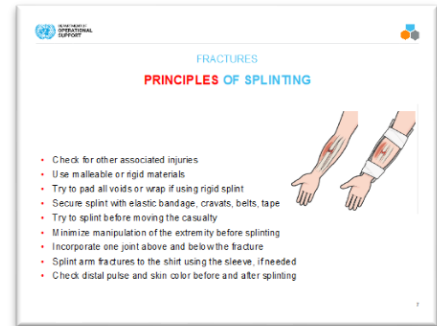 DEPARTMENT OF
OPERATIONAL
SUPPORT
FRACTURES
PRINCIPLES OF SPLINTING
• Check for other associated injuries
• Use malleable or rigid materials
• Try to pad all voids or wrap if using rigid splint
• Secure splint with elastic bandage, cravats, belts, tape
• Try to splint before moving the casualty
• Minimize manipulation of the extremity before splinting
• Incorporate one joint above and below the fracture
• Splint arm fractures to the shirt using the sleeve, if needed
• Check distal pulse and skin color before and after splinting
7